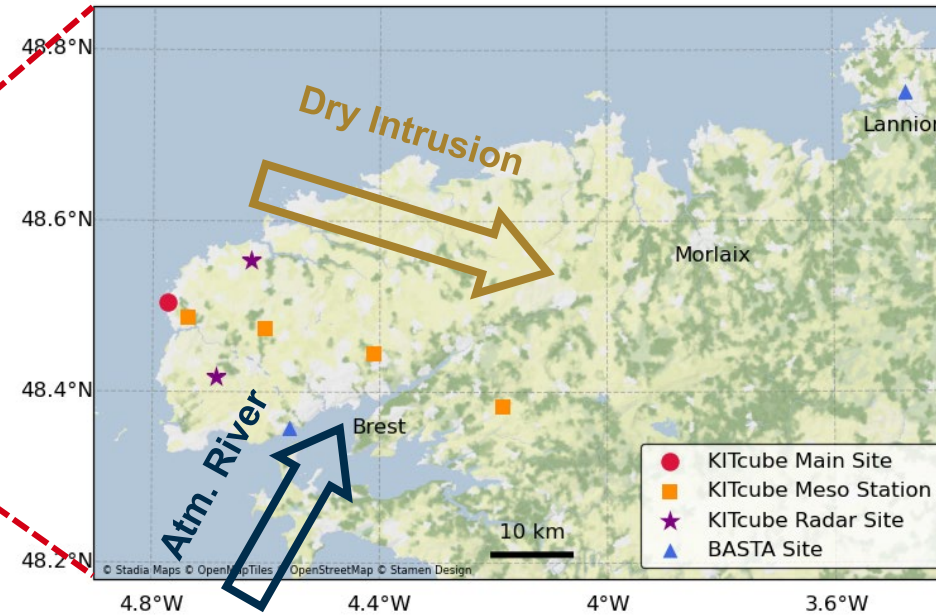 48.8°N
Dry Intrusion
Lannion
48.6°N
Morlaix
48.4°N
Brest
Atm. River
KITcube Main Site
KITcube Meso Station
KITcube Radar Site
BASTA Site
10 km
48.2°N
© Stadia Maps © OpenMapTiles © OpenStreetMap © Stamen Design
4.8°W
4.4°W
4°W
3.6°W